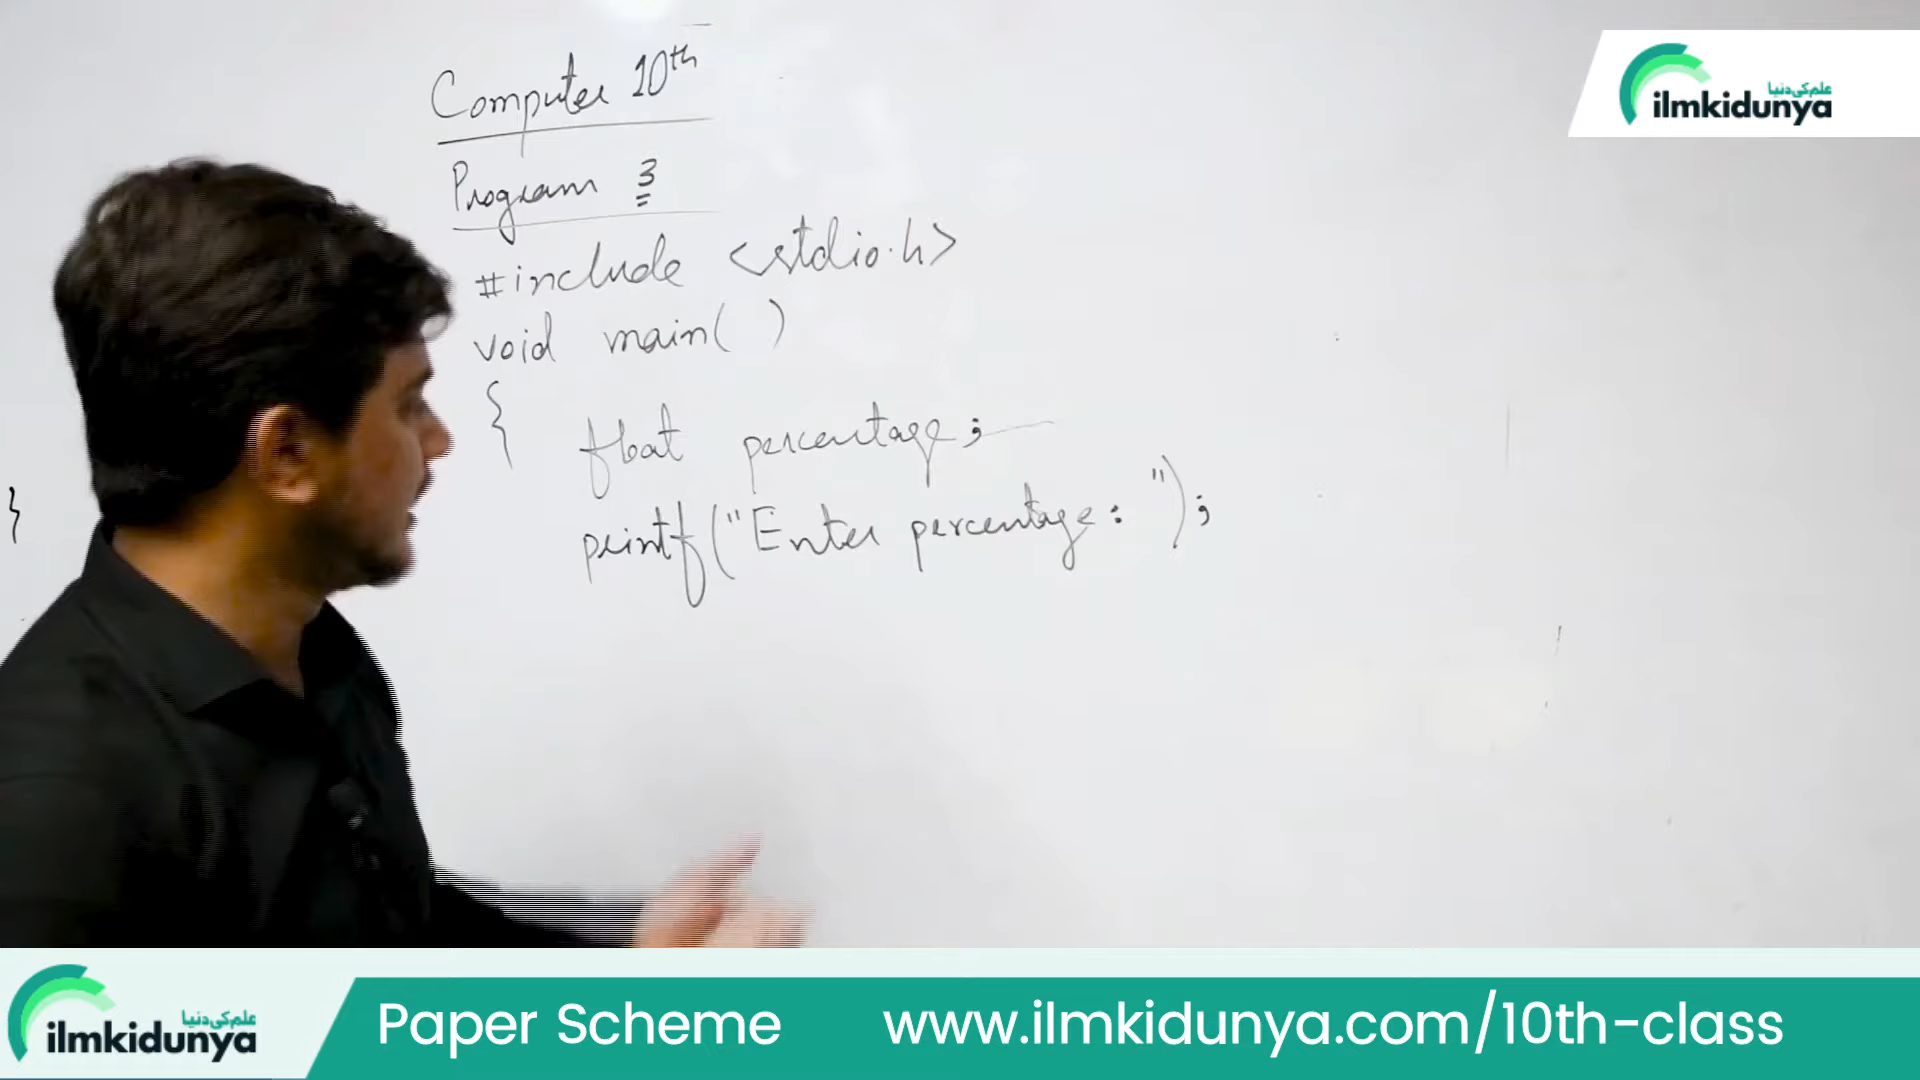 Computer 10th
Program 3
#include <stdio.h>
void main( )
{ float percentage;
printf("Enter percentage: ");
}
علم کی دنیا
ilmkidunya
علم کی دنیا
ilmkidunya
Paper Scheme www.ilmkidunya.com/10th-class